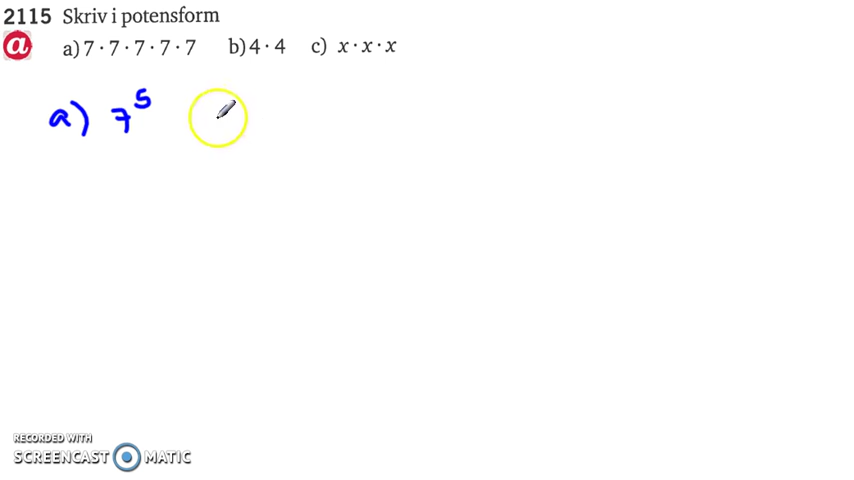 2115 Skriv i potensform
a a) 7 · 7 · 7 · 7 · 7 b) 4 · 4 c) x · x · x
a) 7⁵
RECORDED WITH
SCREENCAST MATIC